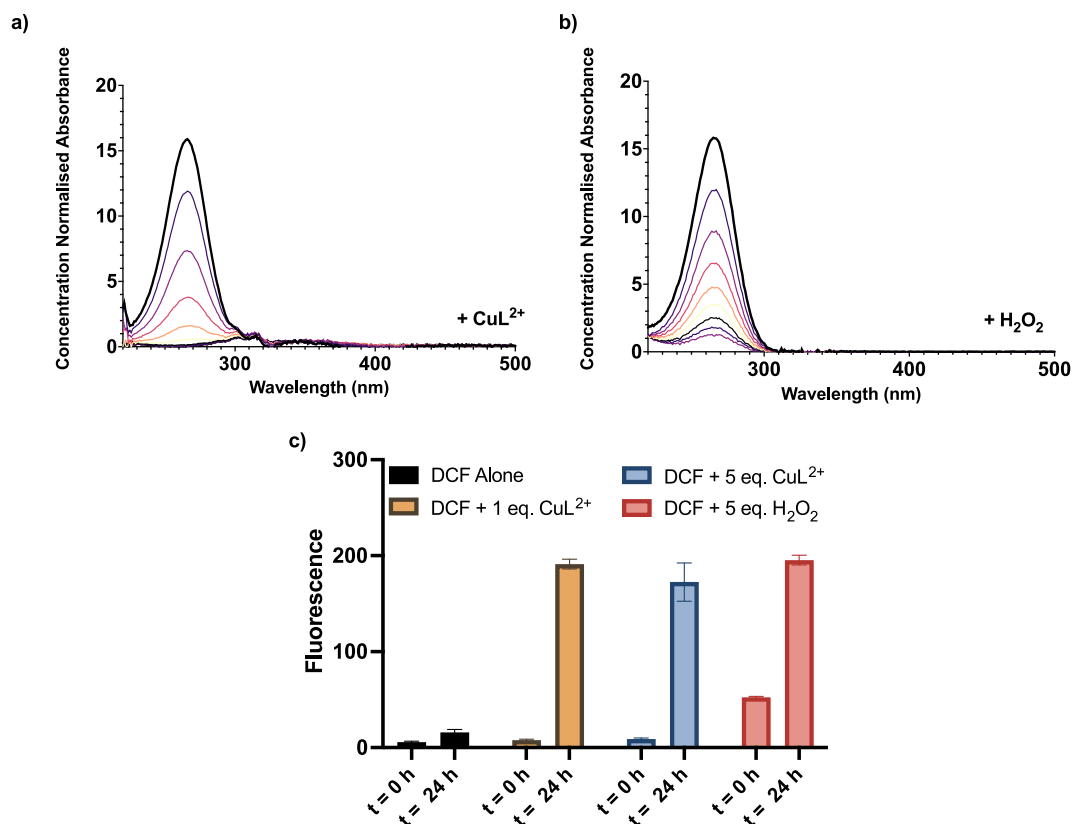 a)
Concentration Normalised Absorbance
20
15
10
5
0
300
400
500
Wavelength (nm)
+ CuL²⁺
b)
Concentration Normalised Absorbance
20
15
10
5
0
300
400
500
Wavelength (nm)
+ H₂O₂
c)
Fluorescence
300
200
100
0
DCF Alone
DCF + 1 eq. CuL²⁺
DCF + 5 eq. CuL²⁺
DCF + 5 eq. H₂O₂
t = 0 h
t = 24 h
t = 0 h
t = 24 h
t = 0 h
t = 24 h
t = 0 h
t = 24 h